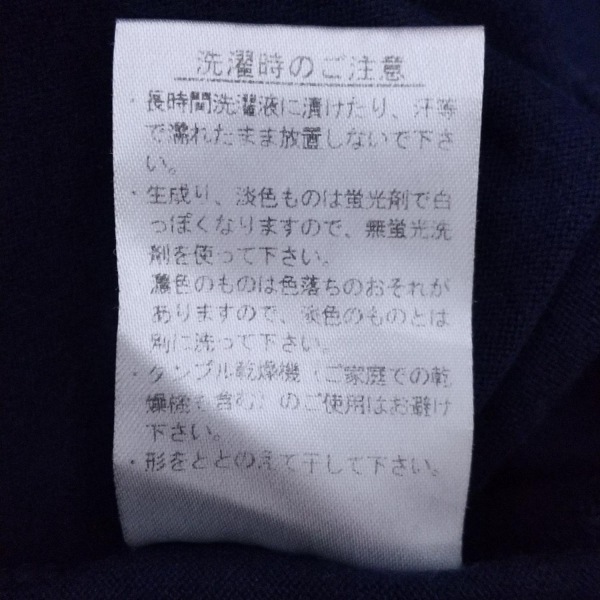 洗濯時のご注意
・長時間洗濯液に漬けたり、汗等
で濡れたまま放置しないで下さ
い。
・生成り、淡色ものは蛍光剤で白
っぽくなりますので、無蛍光洗
剤を使って下さい。
濃色のものは色落ちのおそれが
ありますので、淡色のものとは
別に洗って下さい。
・タンブル乾燥機（ご家庭での乾
燥機も含む）のご使用はお避け
下さい。
・形をととのえて干して下さい。